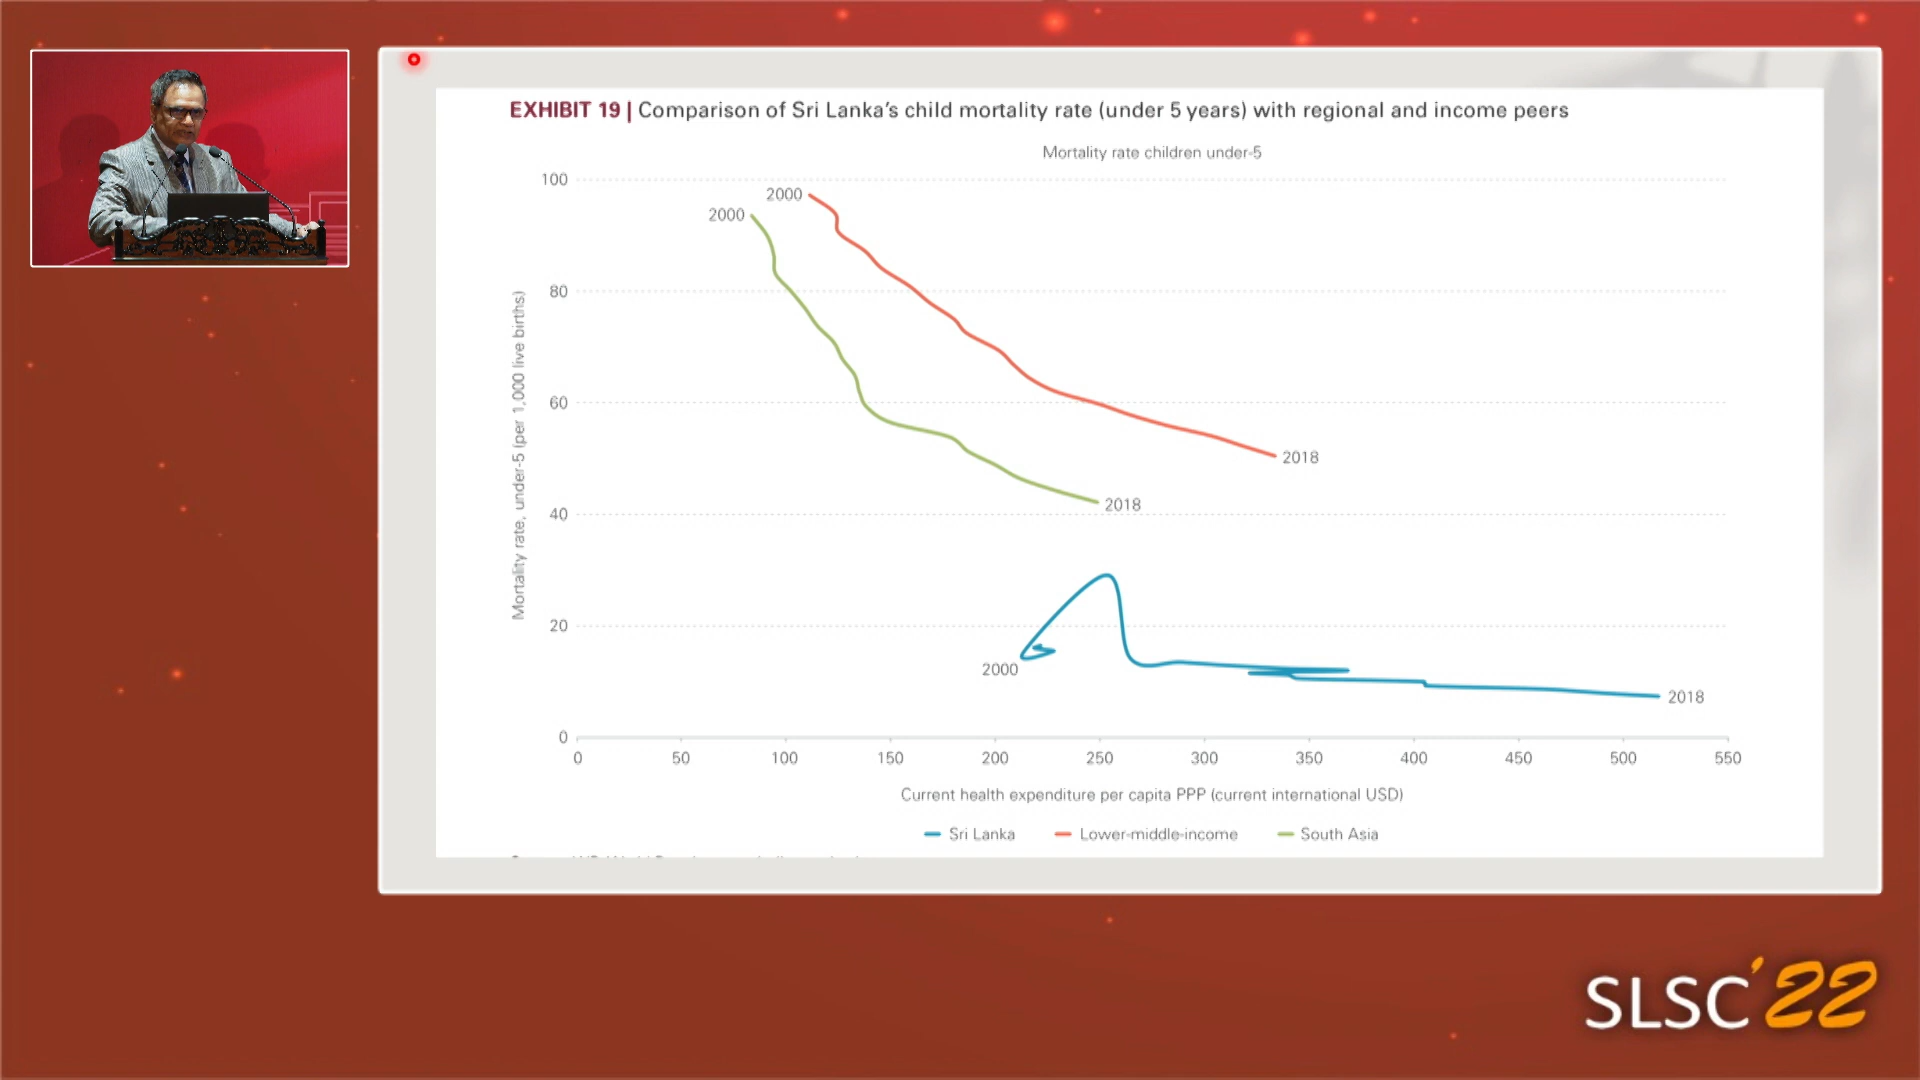 EXHIBIT 19 | Comparison of Sri Lanka's child mortality rate (under 5 years) with regional and income peers
Mortality rate children under-5
Mortality rate, under-5 (per 1,000 live births)
100
80
60
40
20
0
2000
2000
2018
2018
2000
2018
0 50 100 150 200 250 300 350 400 450 500 550
Current health expenditure per capita PPP (current international USD)
Sri Lanka Lower-middle-income South Asia
SLSC'22